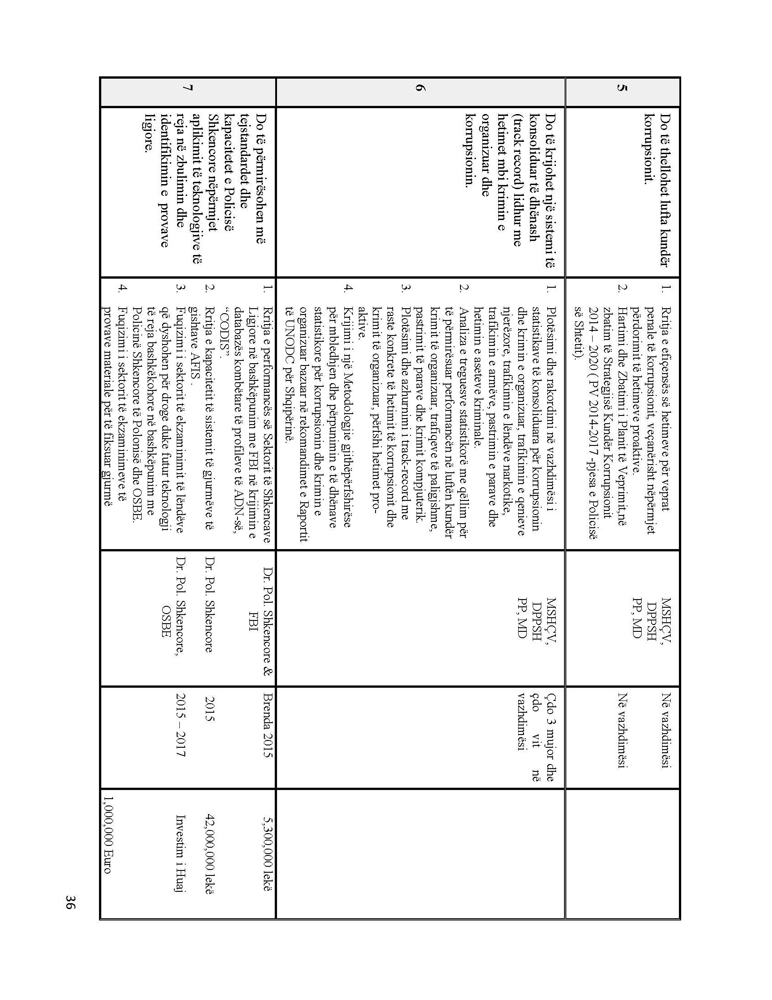 5
Do të thellohet lufta kundër
korrupsionit.
1. Rritja e efiçensës së hetimeve për veprat
penale të korrupsionit, veçanërisht nëpërmjet
përdorimit të hetimeve proaktive.
2. Hartimi dhe Zbatimi i Planit të Veprimit,në
zbatim të Strategjisë Kundër Korrupsionit
2014 – 2020 ( PV 2014-2017 -pjesa e Policisë
së Shtetit).
MSHÇV,
DPPSH
PP, MD
Në vazhdimësi
Në vazhdimësi
6
Do të krijohet një sistemi të
konsoliduar të dhënash
(track record) lidhur me
hetimet mbi krimin e
organizuar dhe
korrupsionin.
1. Plotësimi dhe rakordimi në vazhdimësi i
statistikave të konsoliduara për korrupsionin
dhe krimin e organizuar, trafikimin e qenieve
njerëzore, trafikimin e lëndëve narkotike,
trafikimin e armëve, pastrimin e parave dhe
hetimin e aseteve kriminale.
2. Analiza e treguesve statistikorë me qëllim për
të përmirësuar performancën në luftën kundër
krimit të organizuar, trafiqeve të paligjshme,
pastrimit të parave dhe krimit kompjuterik.
3. Plotësimi dhe azhurnimi i track-record me
raste konkrete të hetimit të korrupsionit dhe
krimit të organizuar, përfshi hetimet pro-
aktive.
4. Krijimi i një Metodologjie gjithëpërfshirëse
për mbledhjen dhe përpunimin e të dhënave
statistikore për korrupsionin dhe krimin e
organizuar bazuar në rekomandimet e Raportit
të UNODC për Shqipërinë.
MSHÇV,
DPPSH
PP, MD
Çdo 3 mujor dhe
çdo vit në
vazhdimësi
7
Do të përmirësohen më
tejstandardet dhe
kapacitetet e Policisë
Shkencore nëpërmjet
aplikimit të teknologjive të
reja në zbulimin dhe
identifikimin e provave
ligjore.
1. Rritja e performancës së Sektorit të Shkencave
Ligjore në bashkëpunim me FBI në krijimin e
databazës kombëtare të profileve të ADN-së,
“CODIS”.
2. Rritja e kapacitetit të sistemit të gjurmëve të
gishtave AFIS .
3. Fuqizimi i sektorit të ekzaminimit të lëndëve
që dyshohen për droge duke futur teknologji
të reja bashkëkohore në bashkëpunim me
Policinë Shkencore të Polonisë dhe OSBE.
4. Fuqizimi i sektorit të ekzaminimeve të
provave materiale për të fiksuar gjurmë
Dr. Pol. Shkencore &
FBI
Dr. Pol. Shkencore
Dr. Pol. Shkencore,
OSBE
Brenda 2015
2015
2015 – 2017
5,300,000 lekë
42,000,000 lekë
Investim i Huaj
1,000,000 Euro
36